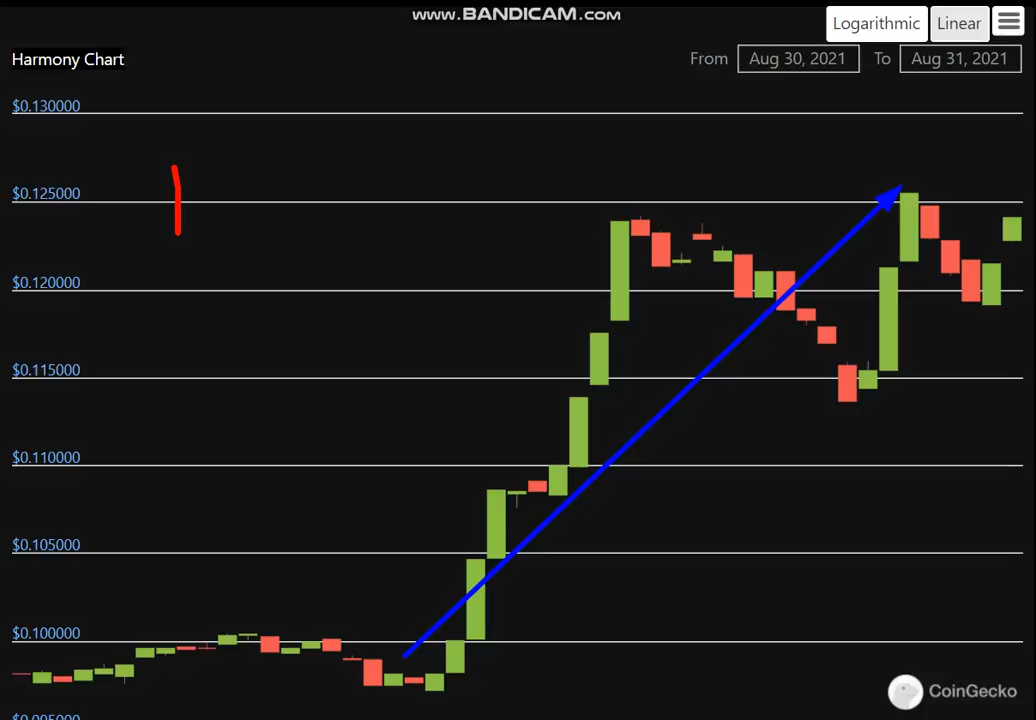 www.BANDICAM.com
Logarithmic Linear
Harmony Chart
From Aug 30, 2021 To Aug 31, 2021
$0.130000
$0.125000
$0.120000
$0.115000
$0.110000
$0.105000
$0.100000
CoinGecko
$0.095000